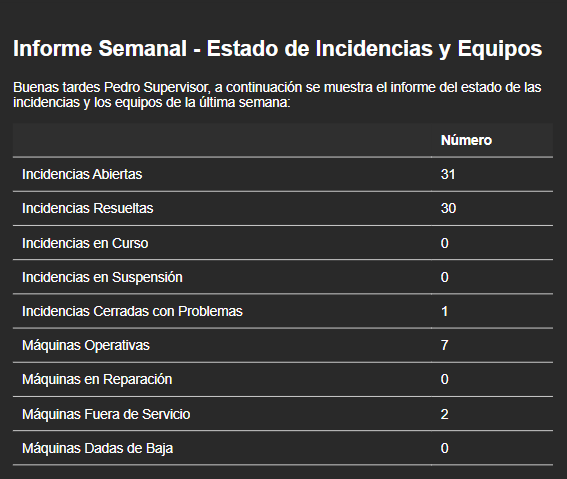 Informe Semanal - Estado de Incidencias y Equipos
Buenas tardes Pedro Supervisor, a continuación se muestra el informe del estado de las
incidencias y los equipos de la última semana:
Número
Incidencias Abiertas 31
Incidencias Resueltas 30
Incidencias en Curso 0
Incidencias en Suspensión 0
Incidencias Cerradas con Problemas 1
Máquinas Operativas 7
Máquinas en Reparación 0
Máquinas Fuera de Servicio 2
Máquinas Dadas de Baja 0